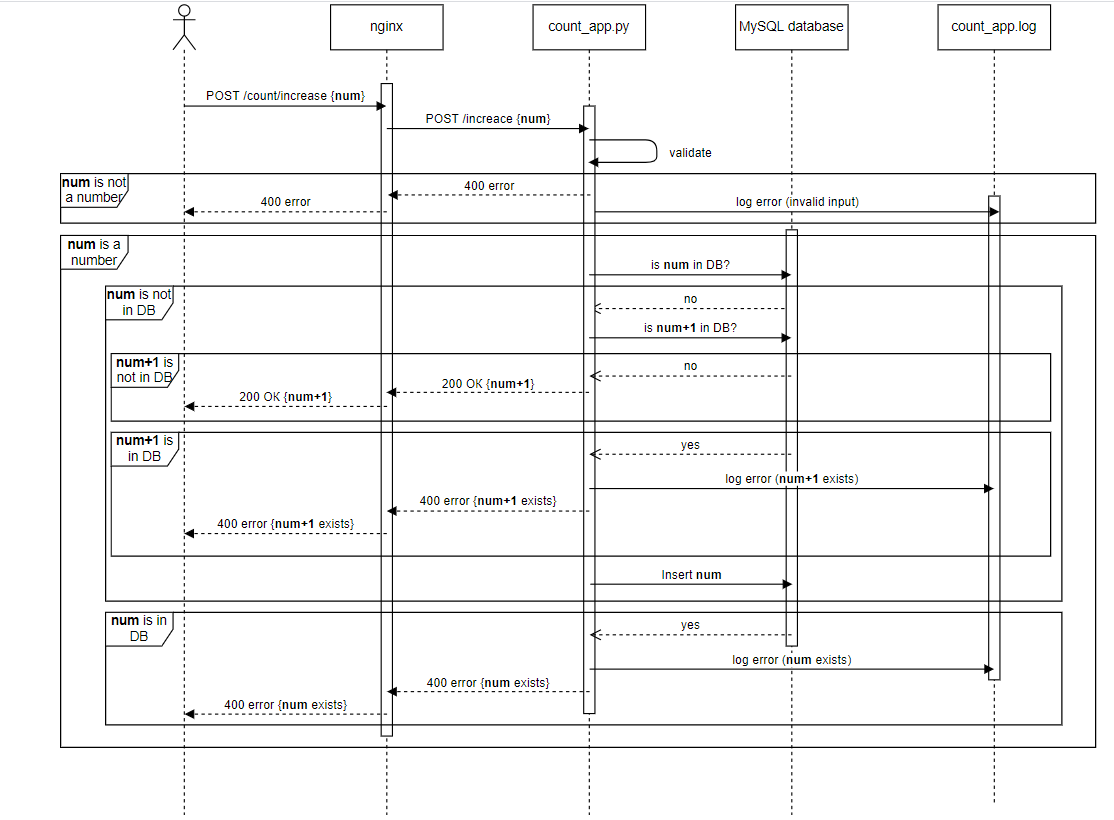 nginx
count_app.py
MySQL database
count_app.log
POST /count/increase {num}
POST /increace {num}
validate
num is not
a number
400 error
400 error
log error (invalid input)
num is a
number
is num in DB?
num is not
in DB
no
is num+1 in DB?
num+1 is
not in DB
no
200 OK {num+1}
200 OK {num+1}
num+1 is
in DB
yes
log error (num+1 exists)
400 error {num+1 exists}
400 error {num+1 exists}
Insert num
num is in
DB
yes
log error (num exists)
400 error {num exists}
400 error {num exists}